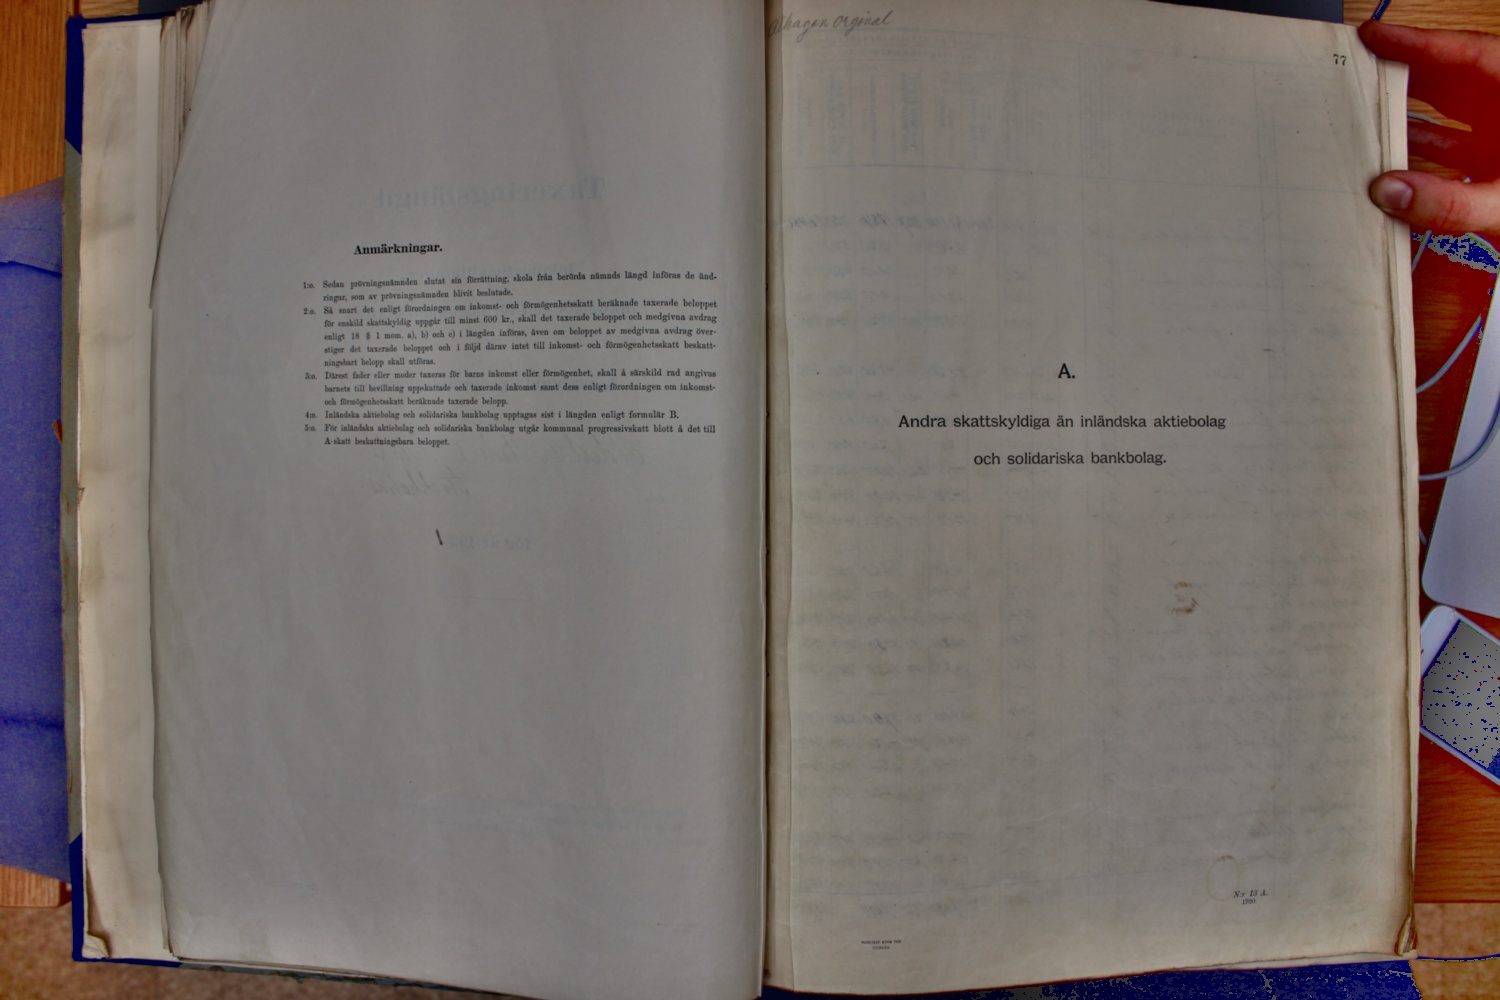 Anmärkningar.
1:o. Sedan prövningsnämnden slutat sin förrättning, skola från berörda nämnds längd införas de änd-
ringar, som av prövningsnämnden blivit beslutade.
2:o. Så snart det enligt förordningen om inkomst- och förmögenhetsskatt beräknade taxerade beloppet
för enskild skattskyldig uppgår till minst 600 kr., skall det taxerade beloppet och medgivna avdrag
enligt 18 § 1 mom. a), b) och c) i längden införas, även om beloppet av medgivna avdrag över-
stiger det taxerade beloppet och i följd därav intet till inkomst- och förmögenhetsskatt beskatt-
ningsbart belopp skall utföras.
3:o. Därest fader eller moder taxeras för barns inkomst eller förmögenhet, skall å särskild rad angivas
barnets till bevillning uppskattade och taxerade inkomst samt dess enligt förordningen om inkomst-
och förmögenhetsskatt beräknade taxerade belopp.
4:o. Inländska aktiebolag och solidariska bankbolag upptagas sist i längden enligt formulär B.
5:o. För inländska aktiebolag och solidariska bankbolag utgår kommunal progressivskatt blott å det till
A-skatt beskattningsbara beloppet.
orginal
77
A.
Andra skattskyldiga än inländska aktiebolag
och solidariska bankbolag.
N:r 13 A.
1920.